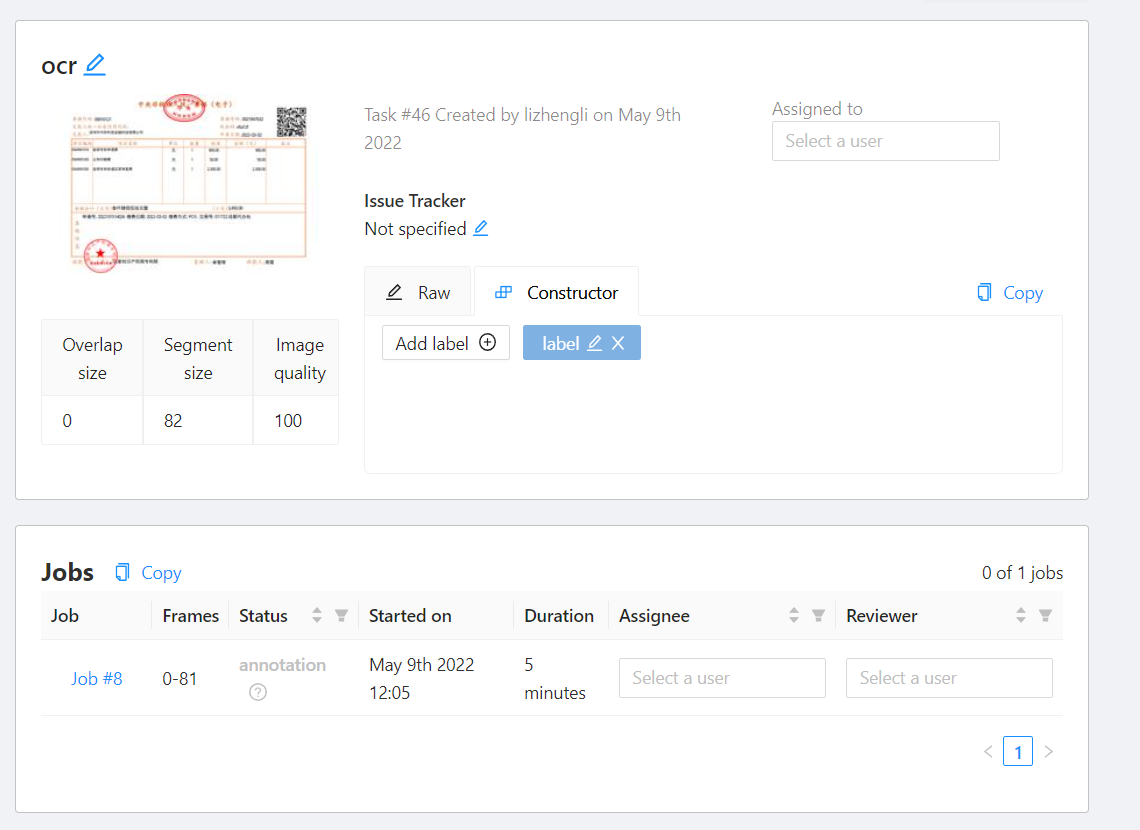 ocr
Task #46 Created by lizhengli on May 9th
2022
Assigned to
Select a user
Issue Tracker
Not specified
Raw
Constructor
Copy
Add label
label
Overlap size
Segment size
Image quality
0
82
100
Jobs
Copy
0 of 1 jobs
Job
Frames
Status
Started on
Duration
Assignee
Reviewer
Job #8
0-81
annotation
May 9th 2022
12:05
5
minutes
Select a user
Select a user
1